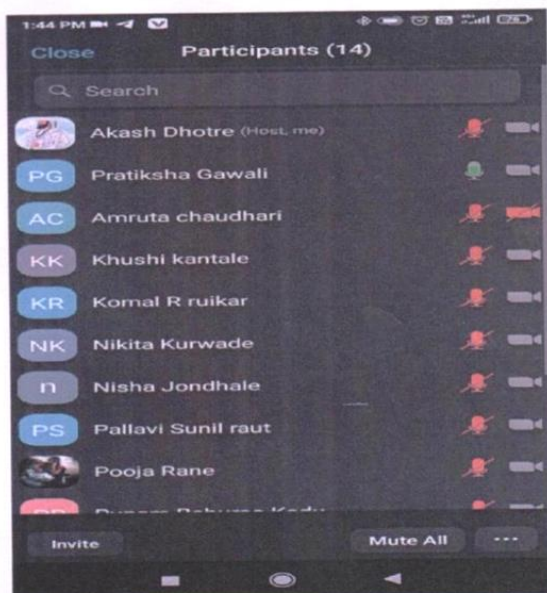 1:44 PM
Close Participants (14)
Search
Akash Dhotre (Host, me)
PG Pratiksha Gawali
AC Amruta chaudhari
KK Khushi kantale
KR Komal R ruikar
NK Nikita Kurwade
n Nisha Jondhale
PS Pallavi Sunil raut
Pooja Rane
Invite Mute All ...